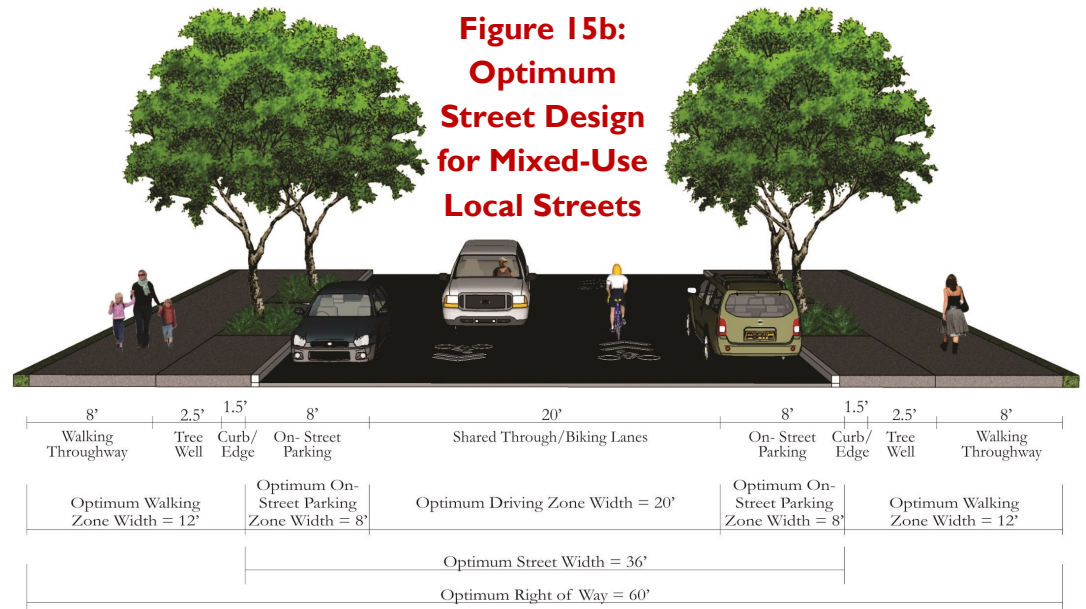 Figure 15b:
Optimum
Street Design
for Mixed-Use
Local Streets
8’ 2.5’ 1.5’ 8’ 20’ 8’ 1.5’ 2.5’ 8’
Walking Throughway
Tree Well
Curb/ Edge
On- Street Parking
Shared Through/Biking Lanes
On- Street Parking
Curb/ Edge
Tree Well
Walking Throughway
Optimum Walking
Zone Width = 12’
Optimum On-
Street Parking
Zone Width = 8’
Optimum Driving Zone Width = 20’
Optimum On-
Street Parking
Zone Width = 8’
Optimum Walking
Zone Width = 12’
Optimum Street Width = 36’
Optimum Right of Way = 60’